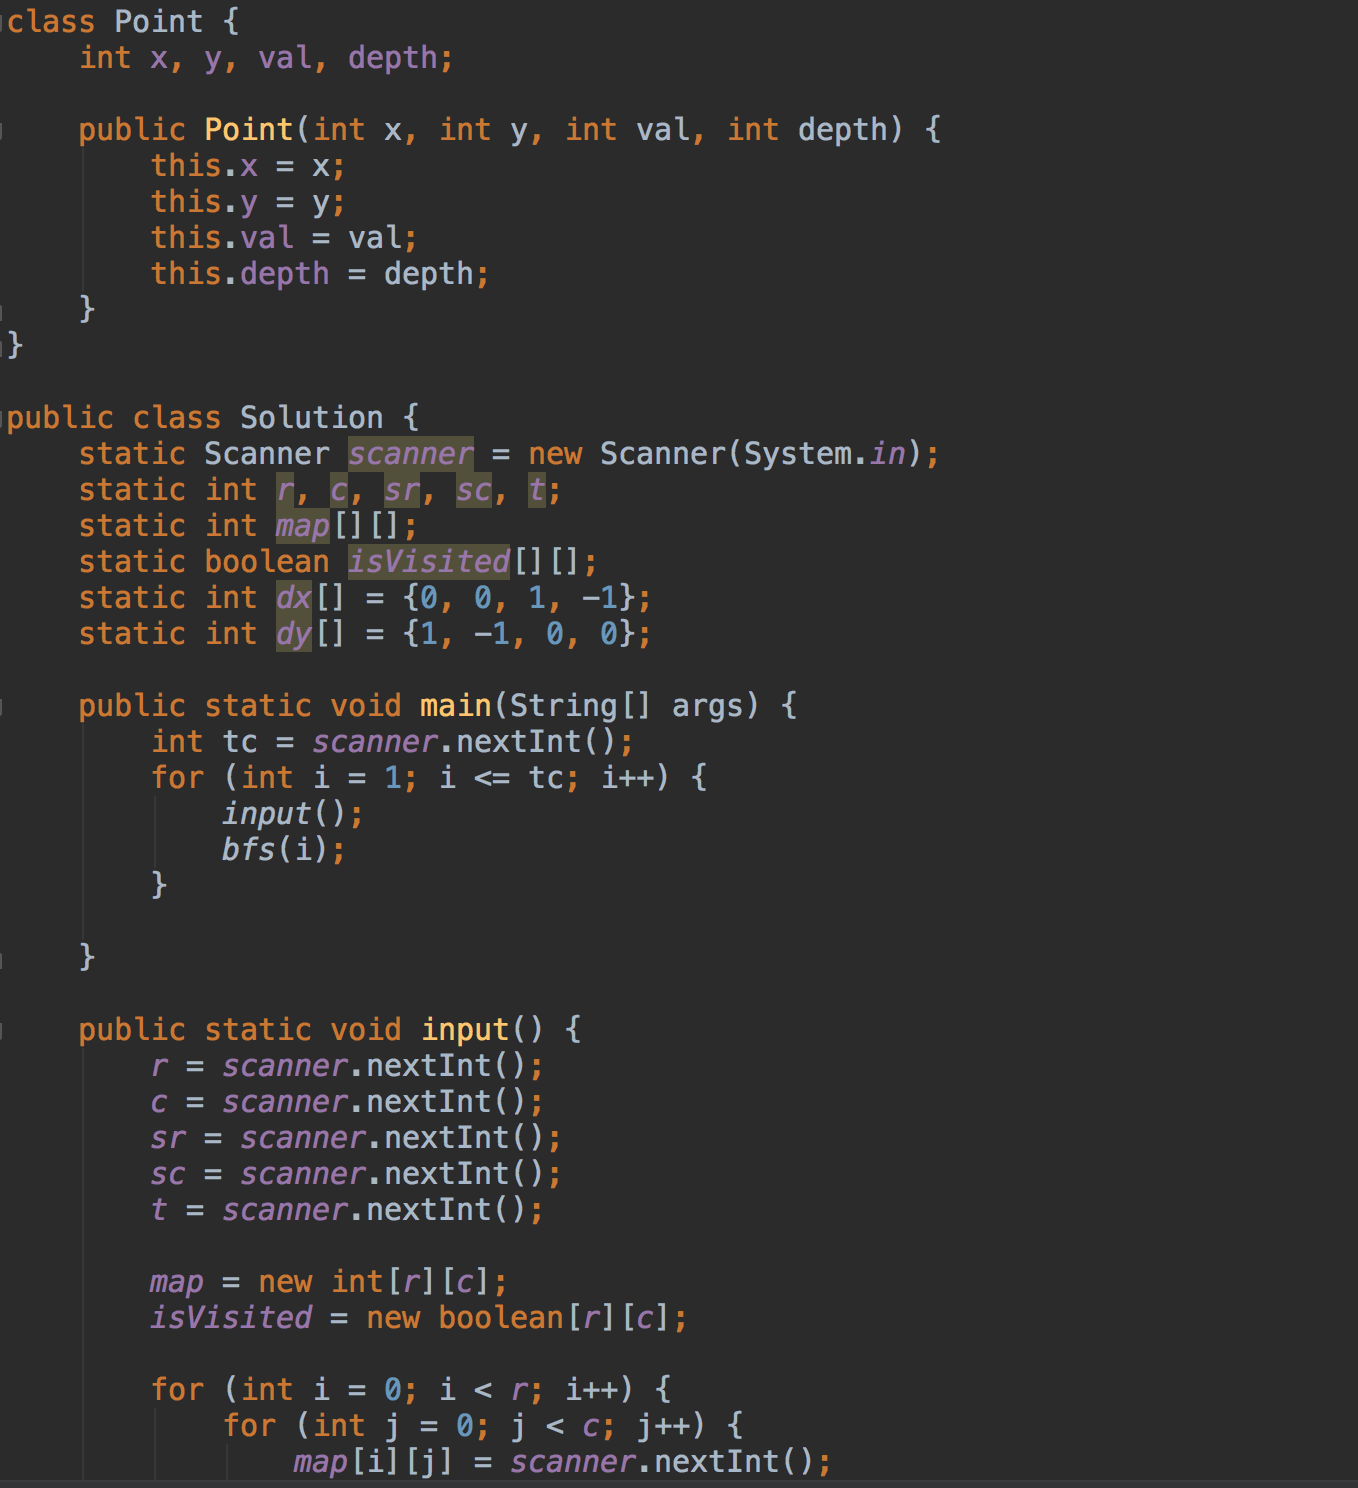 class Point {
    int x, y, val, depth;

    public Point(int x, int y, int val, int depth) {
        this.x = x;
        this.y = y;
        this.val = val;
        this.depth = depth;
    }
}

public class Solution {
    static Scanner scanner = new Scanner(System.in);
    static int r, c, sr, sc, t;
    static int map[][];
    static boolean isVisited[][];
    static int dx[] = {0, 0, 1, -1};
    static int dy[] = {1, -1, 0, 0};

    public static void main(String[] args) {
        int tc = scanner.nextInt();
        for (int i = 1; i <= tc; i++) {
            input();
            bfs(i);
        }

    }

    public static void input() {
        r = scanner.nextInt();
        c = scanner.nextInt();
        sr = scanner.nextInt();
        sc = scanner.nextInt();
        t = scanner.nextInt();

        map = new int[r][c];
        isVisited = new boolean[r][c];

        for (int i = 0; i < r; i++) {
            for (int j = 0; j < c; j++) {
                map[i][j] = scanner.nextInt();